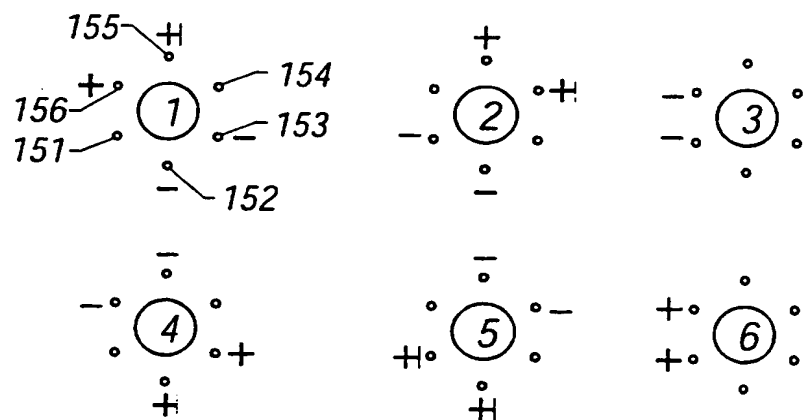 155 + +
+ 154 + -
156 1 2 3
151 153 - - -
- 152 -
- -
- 4 + 5 - + 6
+ + +
+ +